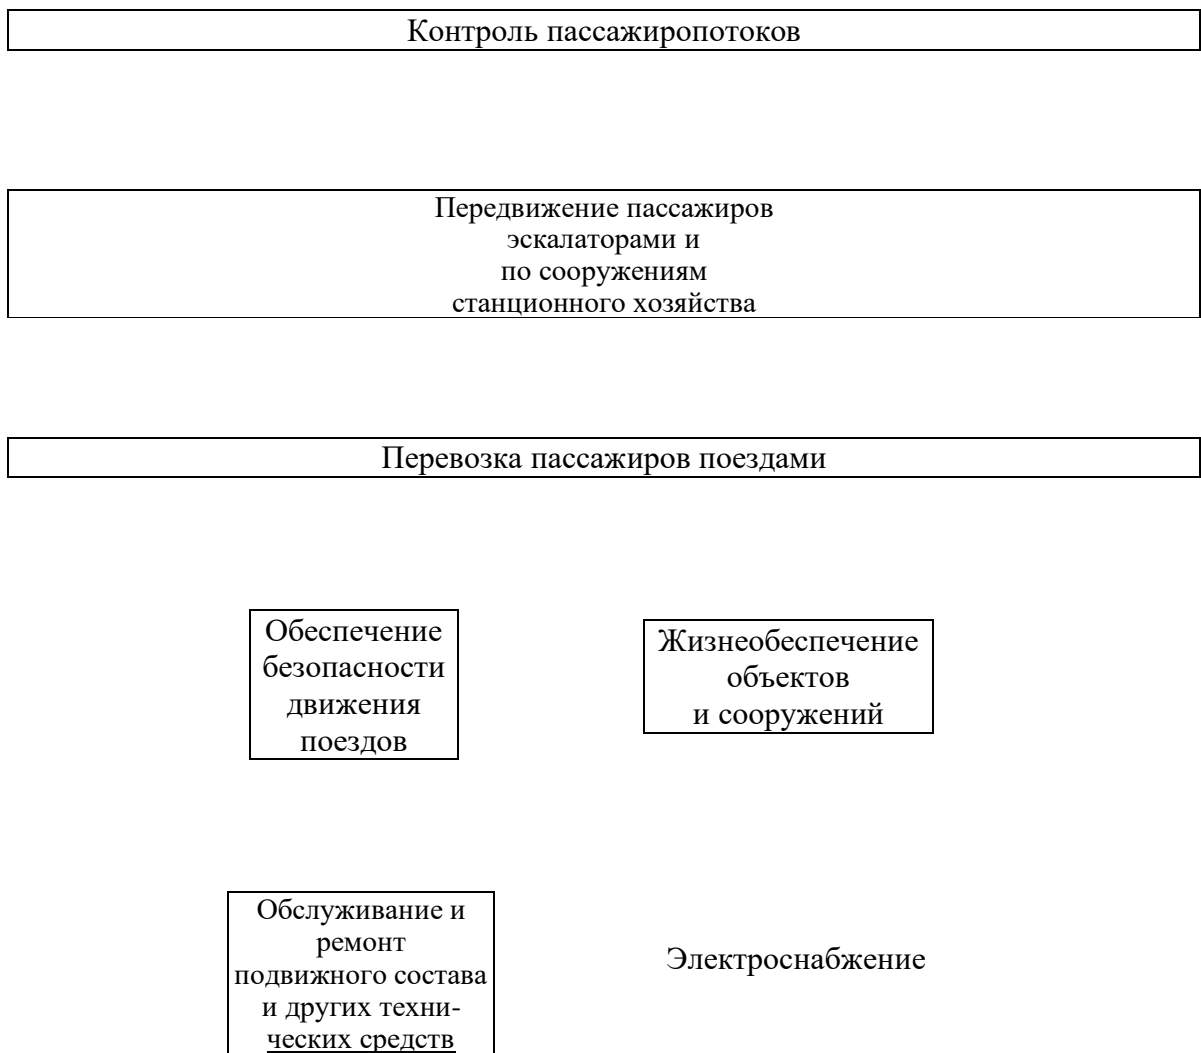 Контроль пассажиропотоков
Передвижение пассажиров
эскалаторами и
по сооружениям
станционного хозяйства
Перевозка пассажиров поездами
Обеспечение
безопасности
движения
поездов
Жизнеобеспечение
объектов
и сооружений
Обслуживание и
ремонт
подвижного состава
и других техни-
ческих средств
Электроснабжение